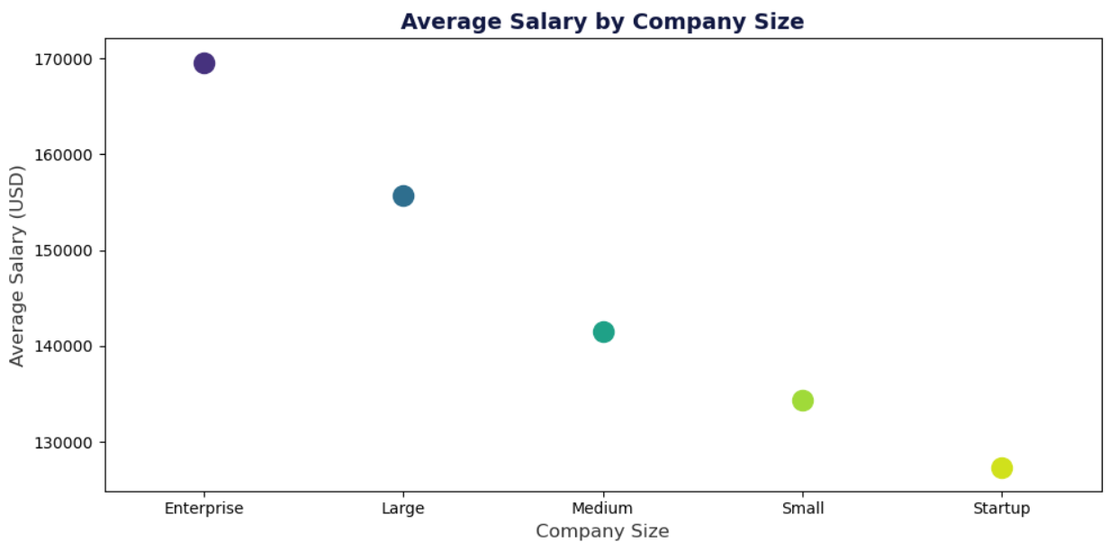 Average Salary by Company Size
Average Salary (USD)
170000
160000
150000
140000
130000
Enterprise Large Medium Small Startup
Company Size